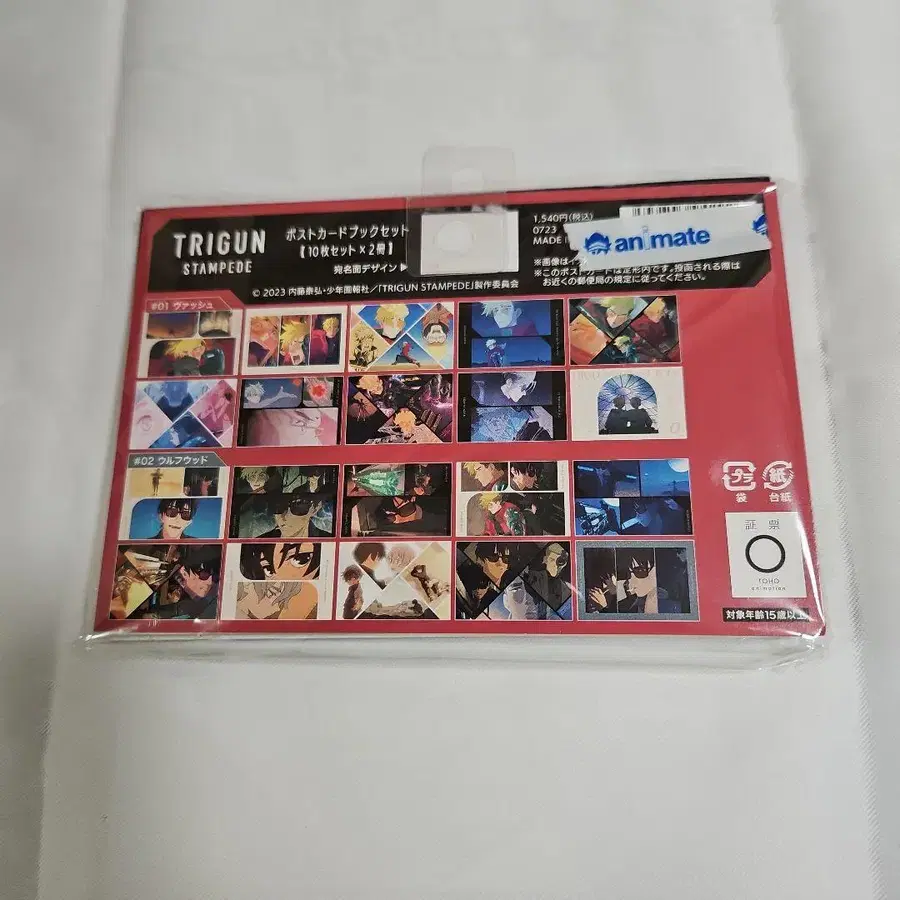 TRIGUN
STAMPEDE
ポストカードブックセット
【10枚セット×2冊】
宛名面デザイン▶
© 2023 内藤泰弘・少年画報社／「TRIGUN STAMPEDE」製作委員会
1,540円(税込)
0723
MADE
animate
※画像はイ
※このポストカードは定形内です。投函される際は
お近くの郵便局の規定に従ってください。
#01 ヴァッシュ
#02 ウルフウッド
プラ
袋
紙
台紙
証票
TOHO
animation
対象年齢15歳以上